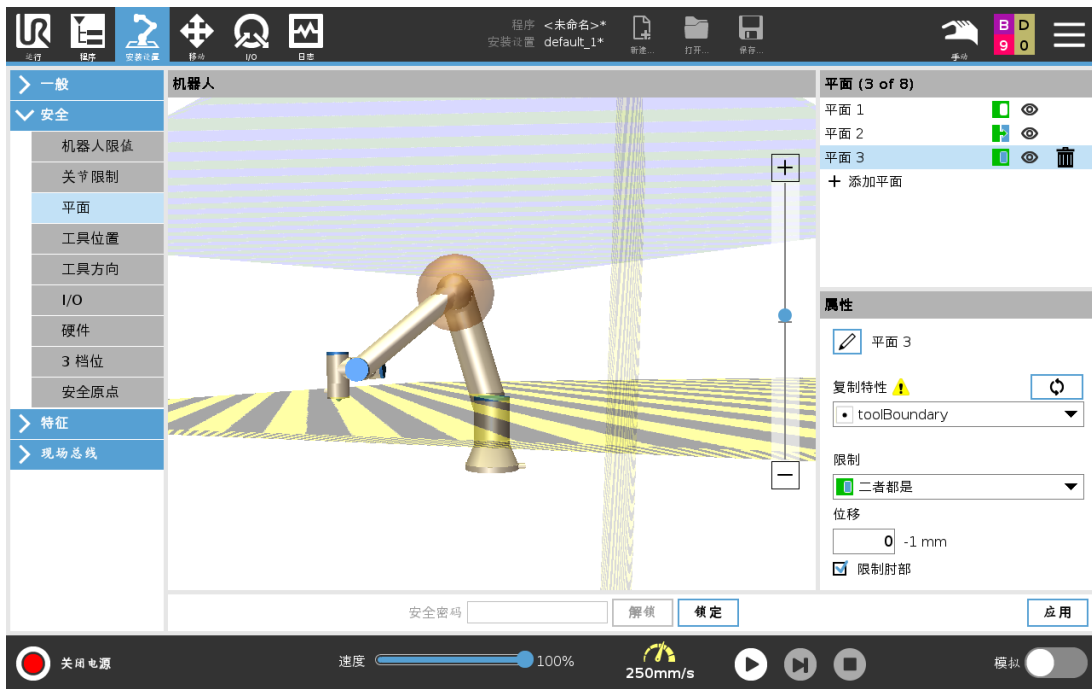 程序 <未命名>*
安装设置 default_1*
UR
运行
程序
安装设置
移动
I/O
日志
新建...
打开...
保存...
手动
B D
9 0
一般
安全
机器人限值
关节限制
平面
工具位置
工具方向
I/O
硬件
3 档位
安全原点
特征
现场总线
机器人
平面 (3 of 8)
平面 1
平面 2
平面 3
添加平面
属性
平面 3
复制特性
toolBoundary
限制
二者都是
位移
0 -1 mm
限制肘部
安全密码
解锁
锁定
应用
关闭电源
速度
100%
250mm/s
模拟